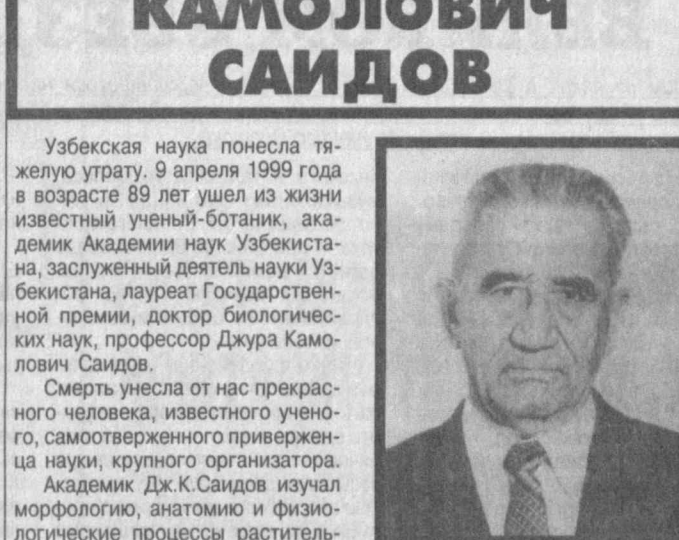 КАМОЛОВИЧ
САИДОВ
Узбекская наука понесла тя-
желую утрату. 9 апреля 1999 года
в возрасте 89 лет ушел из жизни
известный ученый-ботаник, ака-
демик Академии наук Узбекиста-
на, заслуженный деятель науки Уз-
бекистана, лауреат Государствен-
ной премии, доктор биологичес-
ких наук, профессор Джура Камо-
лович Саидов.
Смерть унесла от нас прекрас-
ного человека, известного учено-
го, самоотверженного привержен-
ца науки, крупного организатора.
Академик Дж.К.Саидов изучал
морфологию, анатомию и физио-
логические процессы раститель-